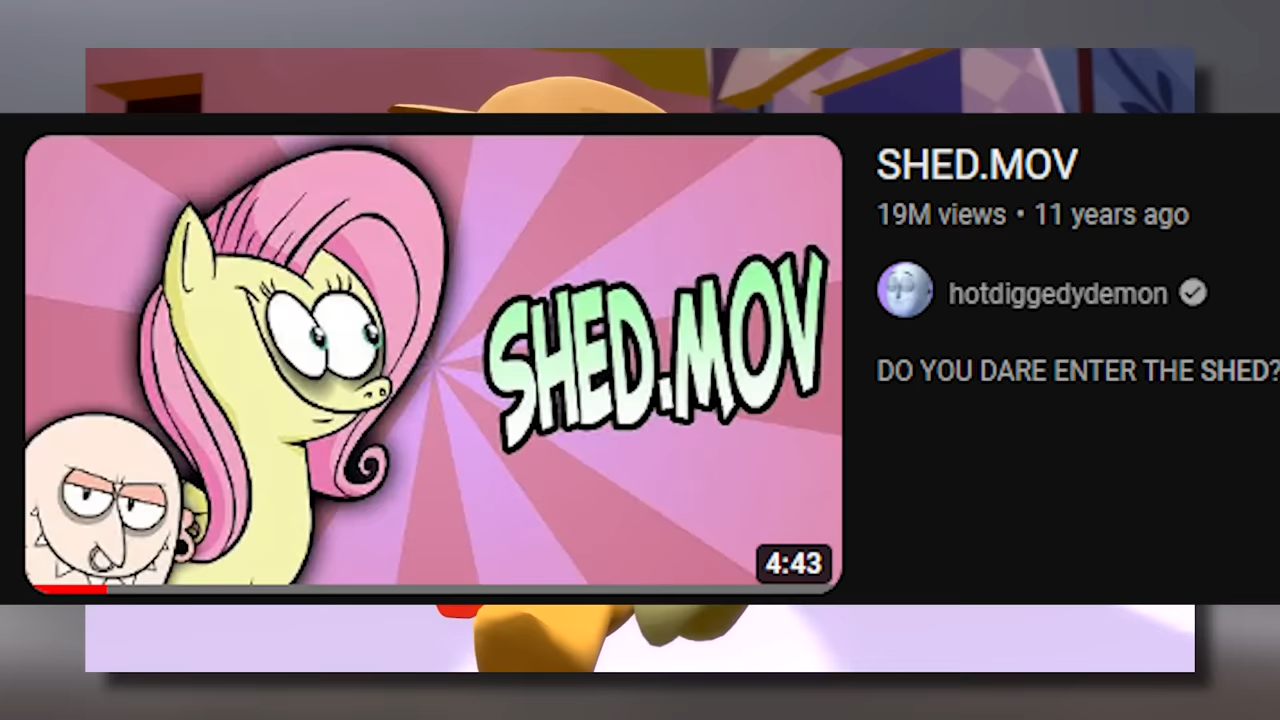 SHED.MOV
4:43
SHED.MOV
19M views • 11 years ago
hotdiggedydemon
DO YOU DARE ENTER THE SHED?